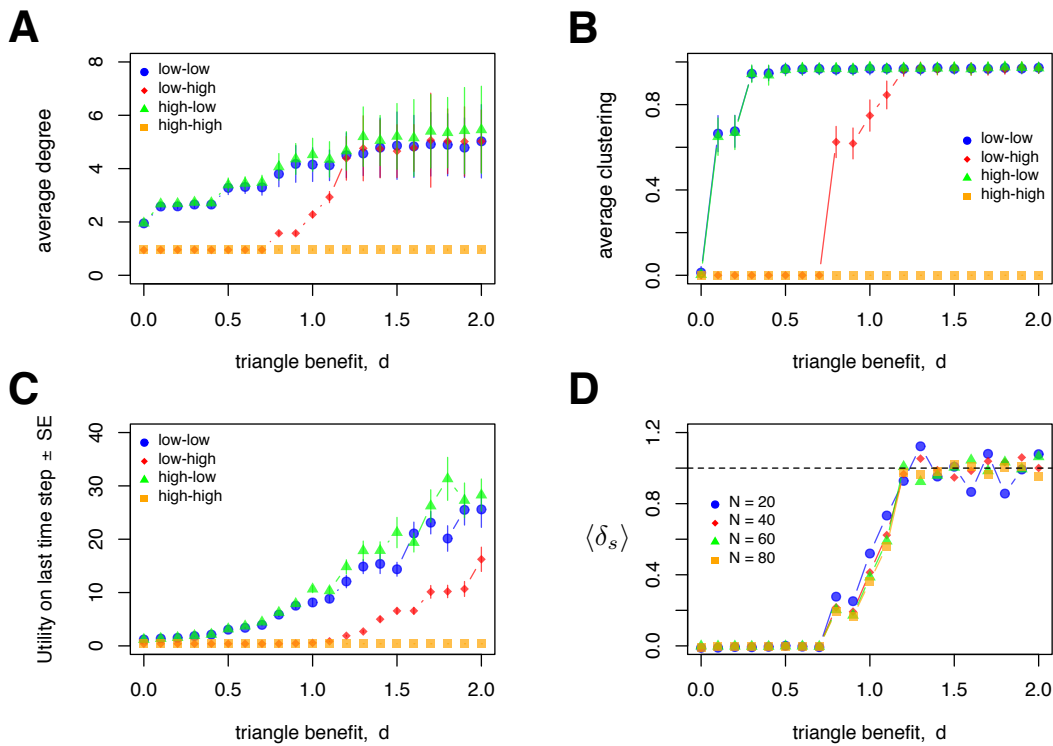 A
average degree
8
6
4
2
0
low-low
low-high
high-low
high-high
0.0 0.5 1.0 1.5 2.0
triangle benefit, d
B
average clustering
0.8
0.4
0.0
low-low
low-high
high-low
high-high
0.0 0.5 1.0 1.5 2.0
triangle benefit, d
C
Utility on last time step ± SE
40
30
20
10
0
low-low
low-high
high-low
high-high
0.0 0.5 1.0 1.5 2.0
triangle benefit, d
D
⟨δs⟩
1.2
0.8
0.4
0.0
N = 20
N = 40
N = 60
N = 80
0.0 0.5 1.0 1.5 2.0
triangle benefit, d